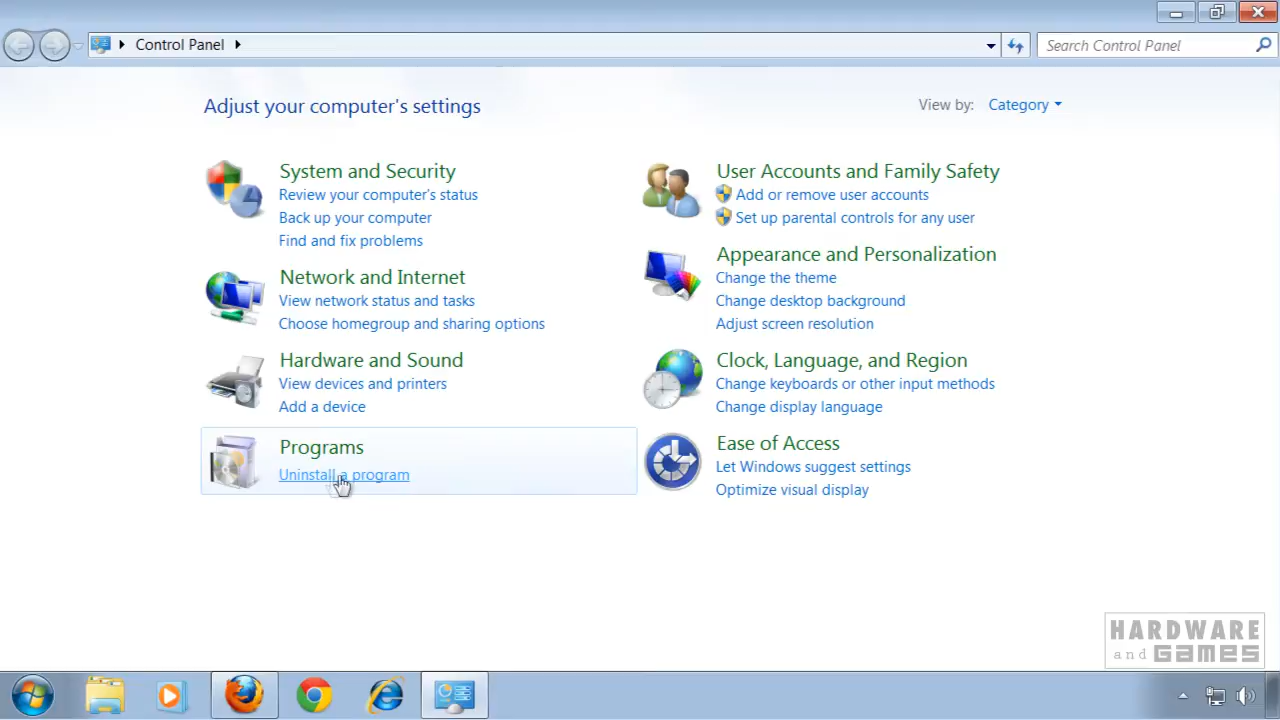 Control Panel
Search Control Panel
Adjust your computer's settings
View by: Category
System and Security
Review your computer's status
Back up your computer
Find and fix problems
Network and Internet
View network status and tasks
Choose homegroup and sharing options
Hardware and Sound
View devices and printers
Add a device
Programs
Uninstall a program
User Accounts and Family Safety
Add or remove user accounts
Set up parental controls for any user
Appearance and Personalization
Change the theme
Change desktop background
Adjust screen resolution
Clock, Language, and Region
Change keyboards or other input methods
Change display language
Ease of Access
Let Windows suggest settings
Optimize visual display
HARDWARE
and GAMES